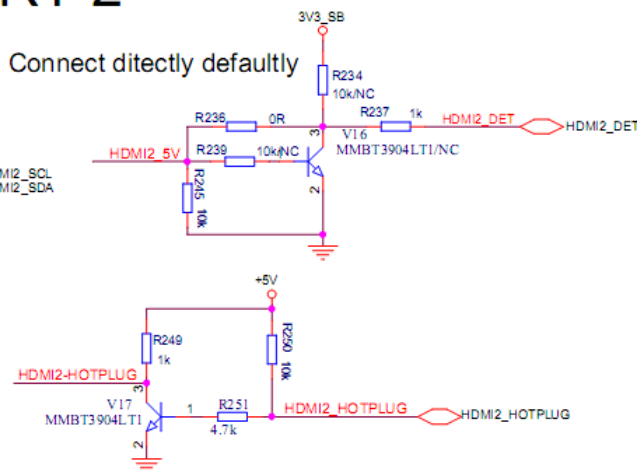 3V3_SB
Connect ditectly defaultly
R234
10k/NC
R236
0R
R237
1k
HDMI2_DET
HDMI2_DET
3
V16
MMBT3904LT1/NC
HDMI2_5V
R239
10k/NC
2
MI2_SCL
MI2_SDA
R245
10k
+5V
R249
1k
R250
10k
HDMI2-HOTPLUG
3
V17
MMBT3904LT1
1
R251
4.7k
HDMI2_HOTPLUG
HDMI2_HOTPLUG
2